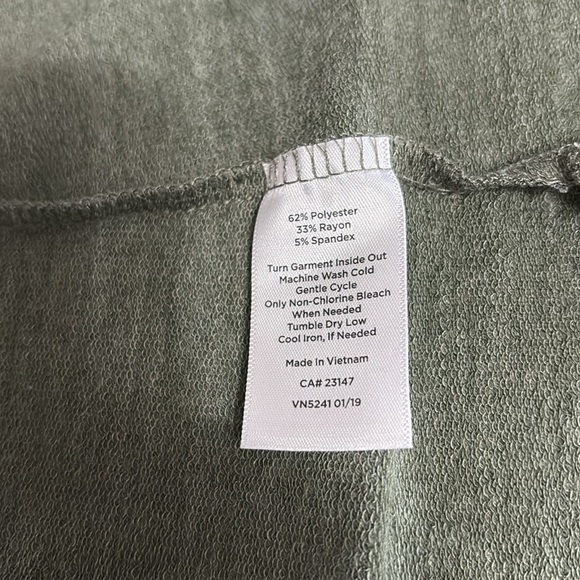 62% Polyester
33% Rayon
5% Spandex
Turn Garment Inside Out
Machine Wash Cold
Gentle Cycle
Only Non-Chlorine Bleach
When Needed
Tumble Dry Low
Cool Iron, If Needed
Made In Vietnam
CA# 23147
VN5241 01/19